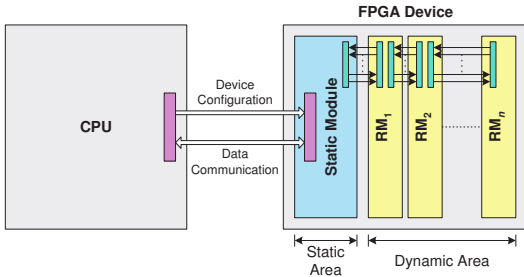 FPGA Device
CPU
Device
Configuration
Data
Communication
Static Module
RM1
RM2
RMn
Static
Area
Dynamic Area